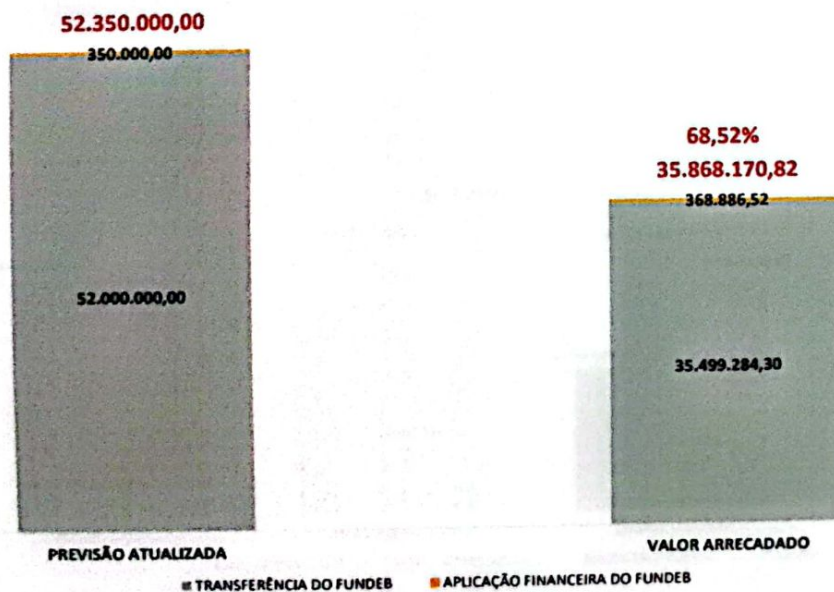 52.350.000,00
350.000,00
68,52%
35.868.170,82
368.886,52
52.000.000,00
35.499.284,30
PREVISÃO ATUALIZADA
VALOR ARRECADADO
TRANSFERÊNCIA DO FUNDEB
APLICAÇÃO FINANCEIRA DO FUNDEB